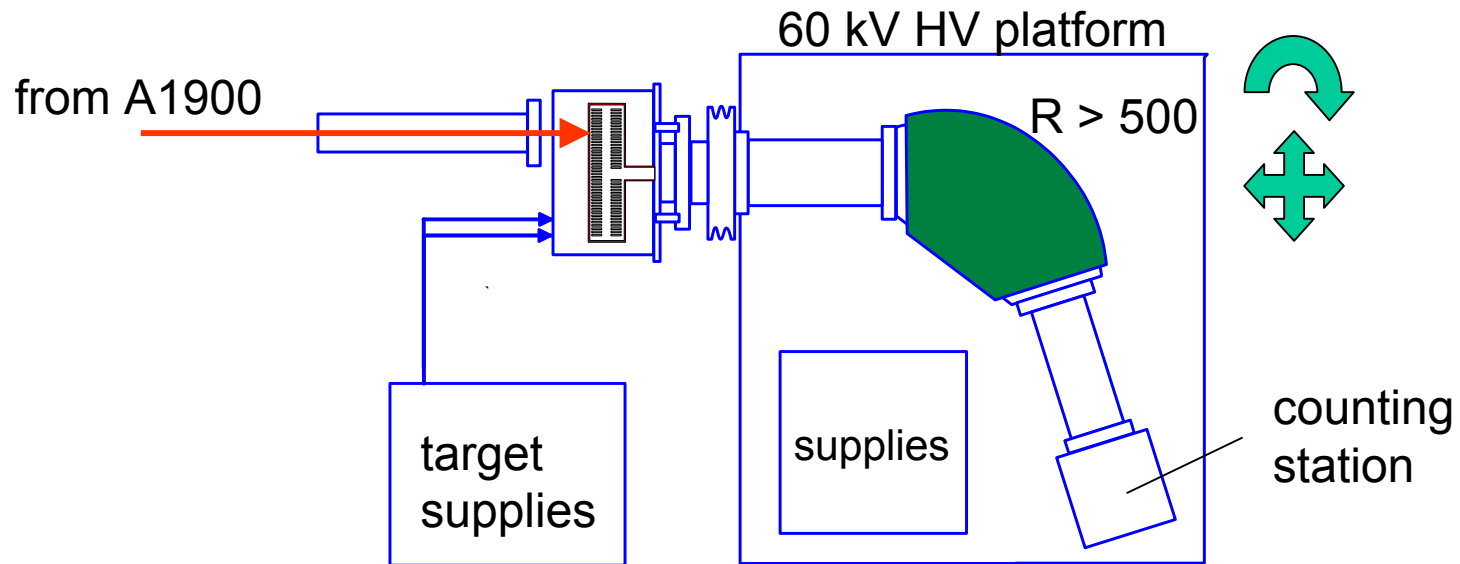 60 kV HV platform
from A1900
R > 500
target
supplies
supplies
counting
station